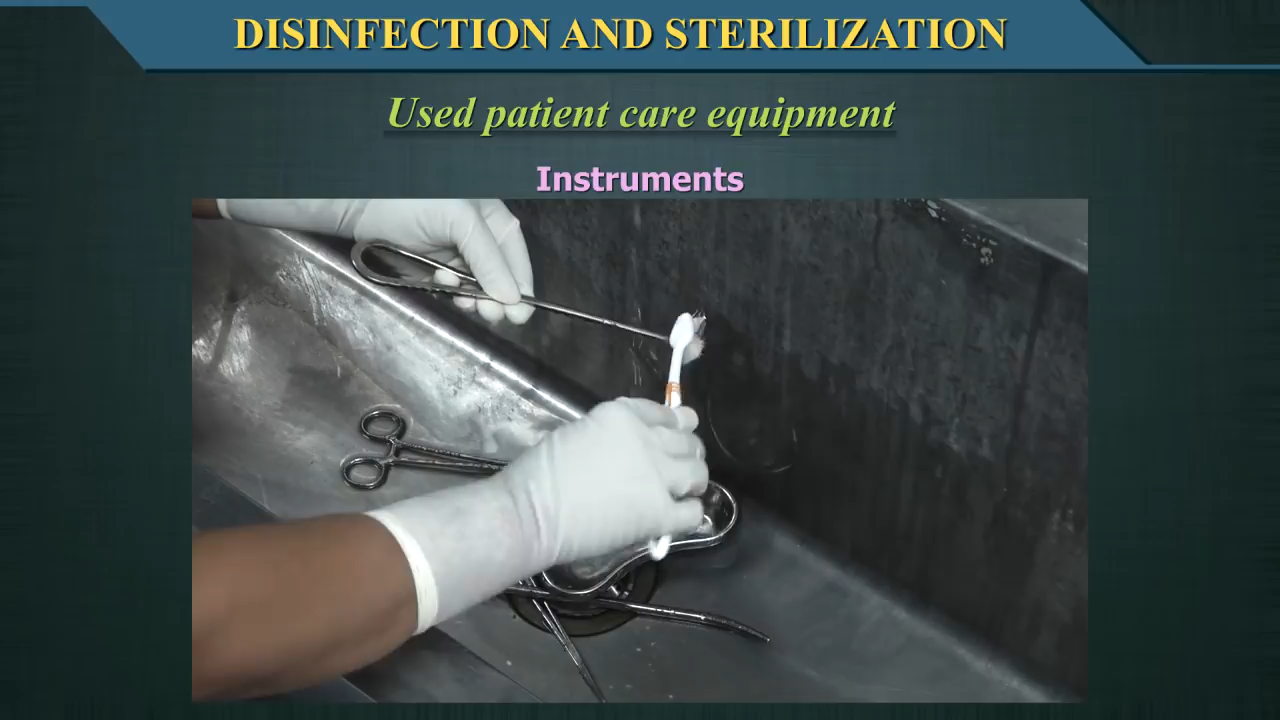 DISINFECTION AND STERILIZATION
Used patient care equipment
Instruments